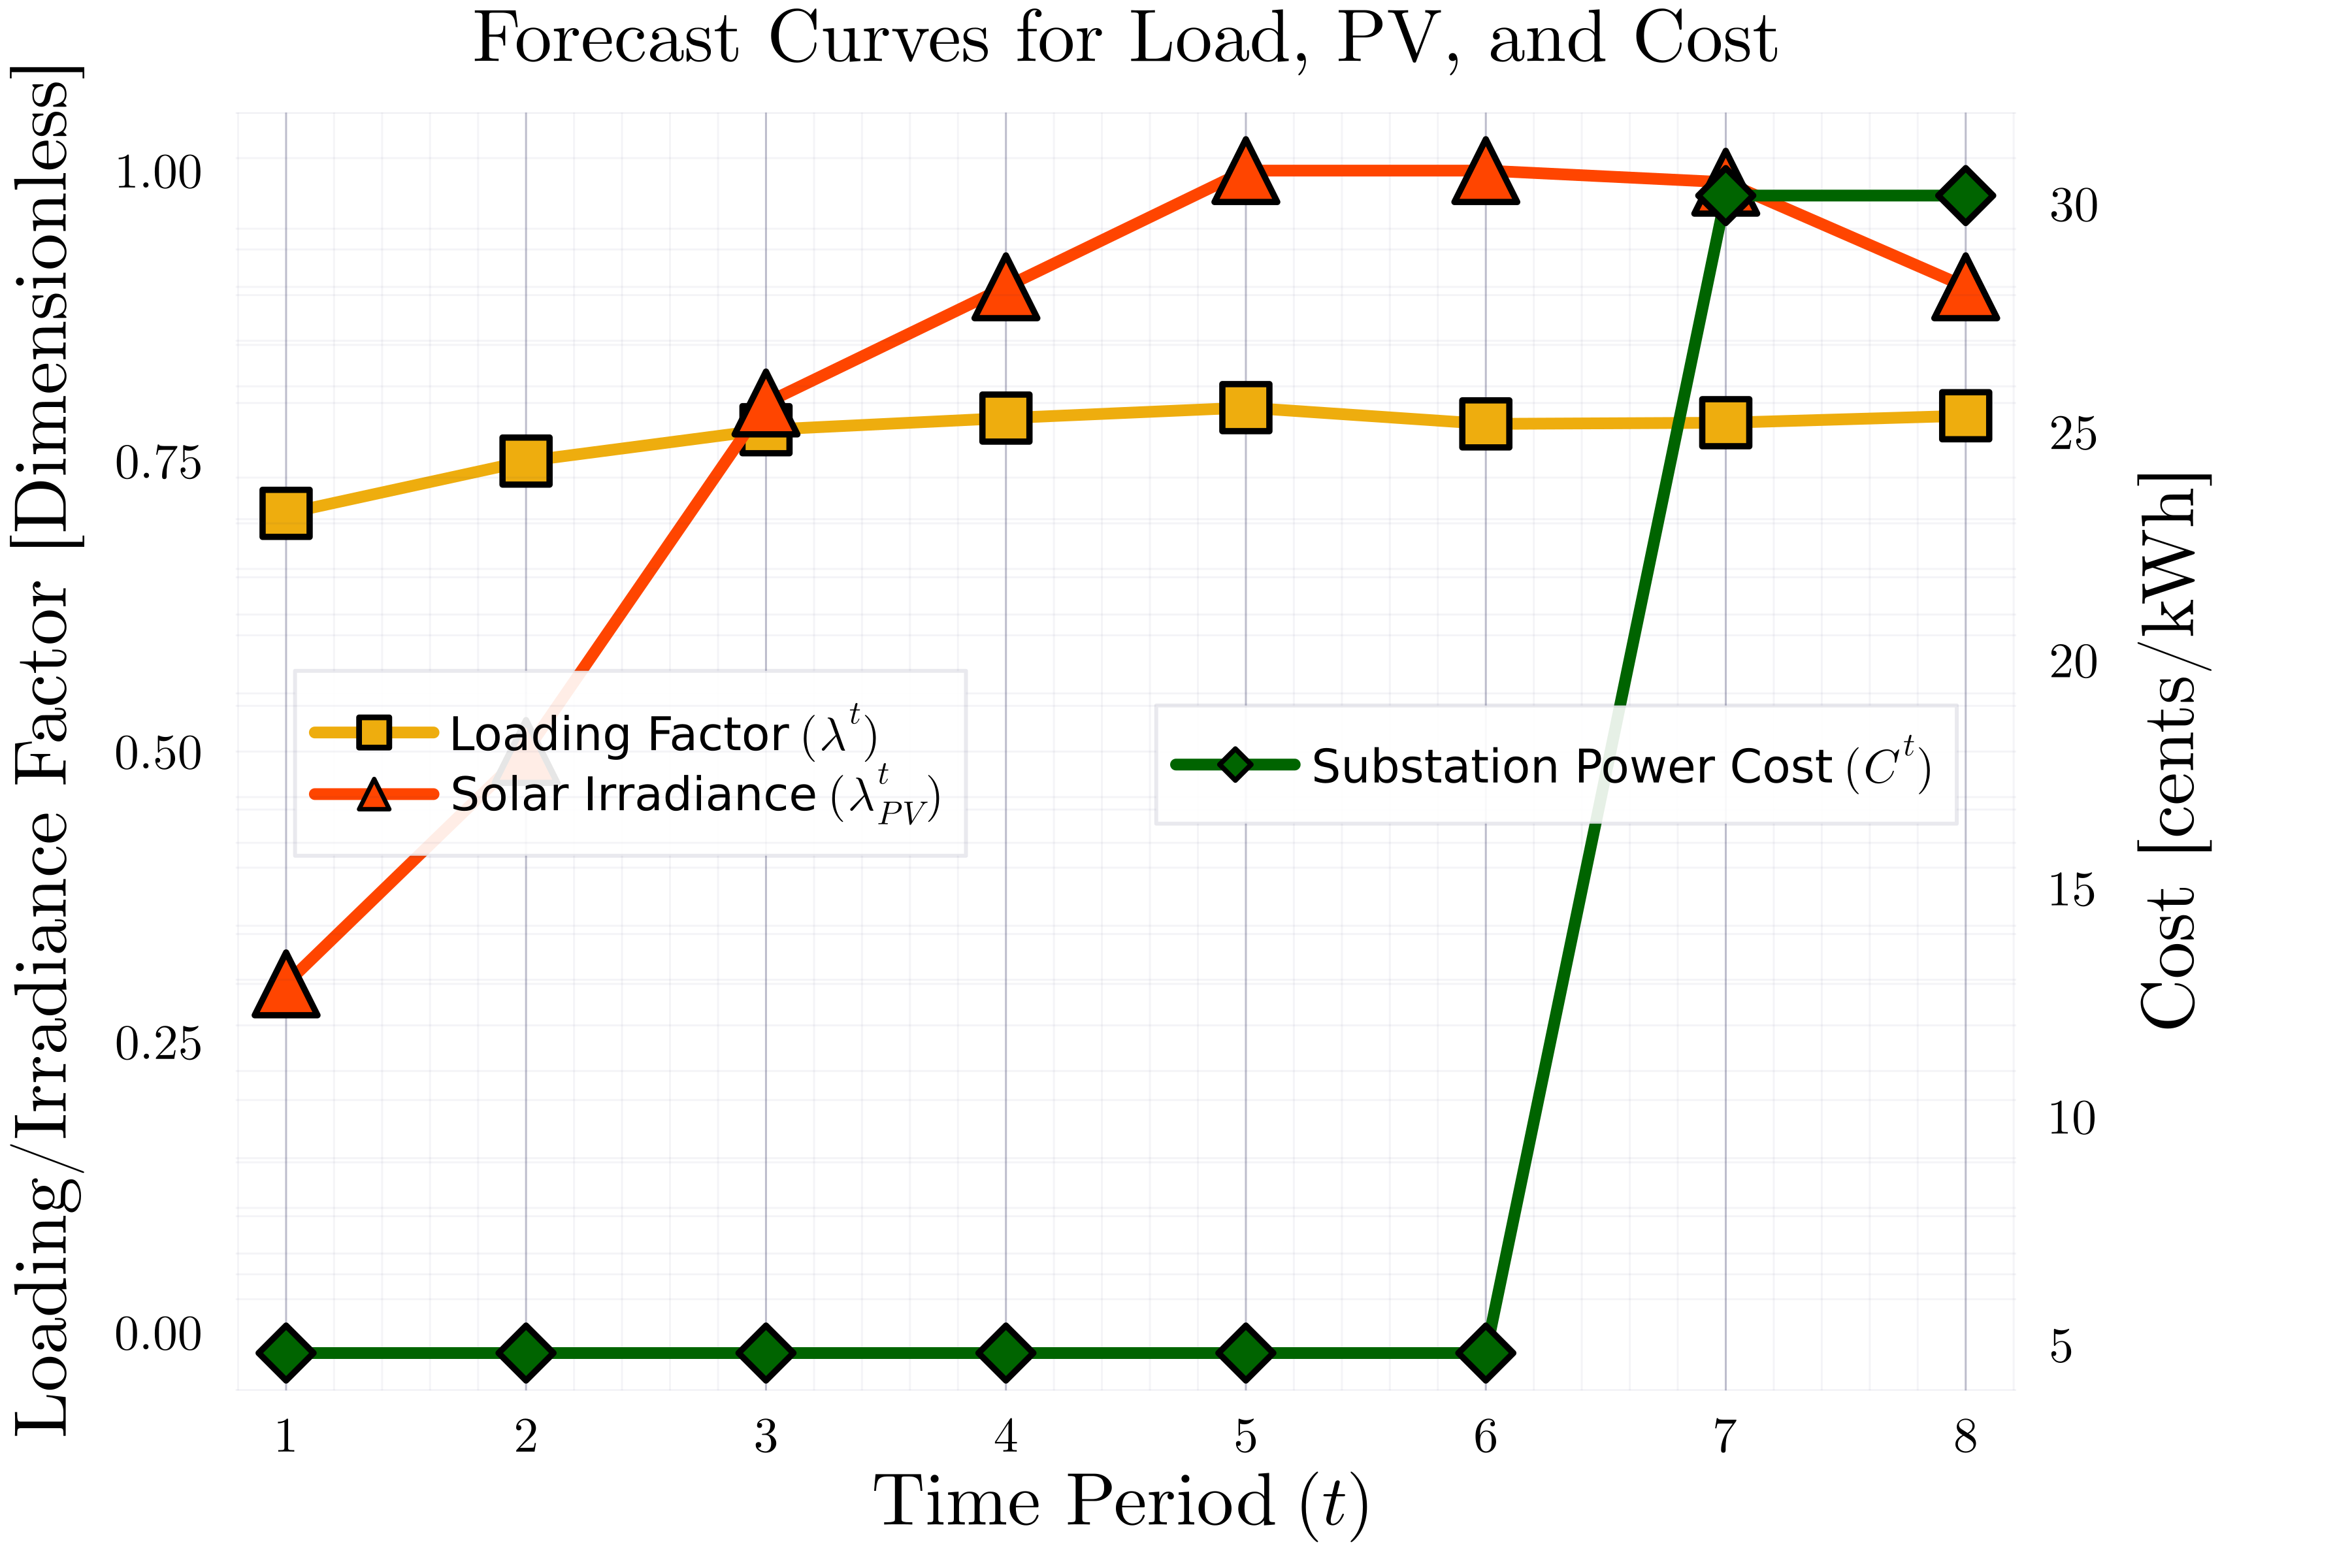 Forecast Curves for Load, PV, and Cost
Loading/Irradiance Factor [Dimensionless]
1.00
0.75
0.50
0.25
0.00
Loading Factor (λ^t)
Solar Irradiance (λ^t_PV)
Substation Power Cost (C^t)
30
25
20
15
10
5
Cost [cents/kWh]
1 2 3 4 5 6 7 8
Time Period (t)